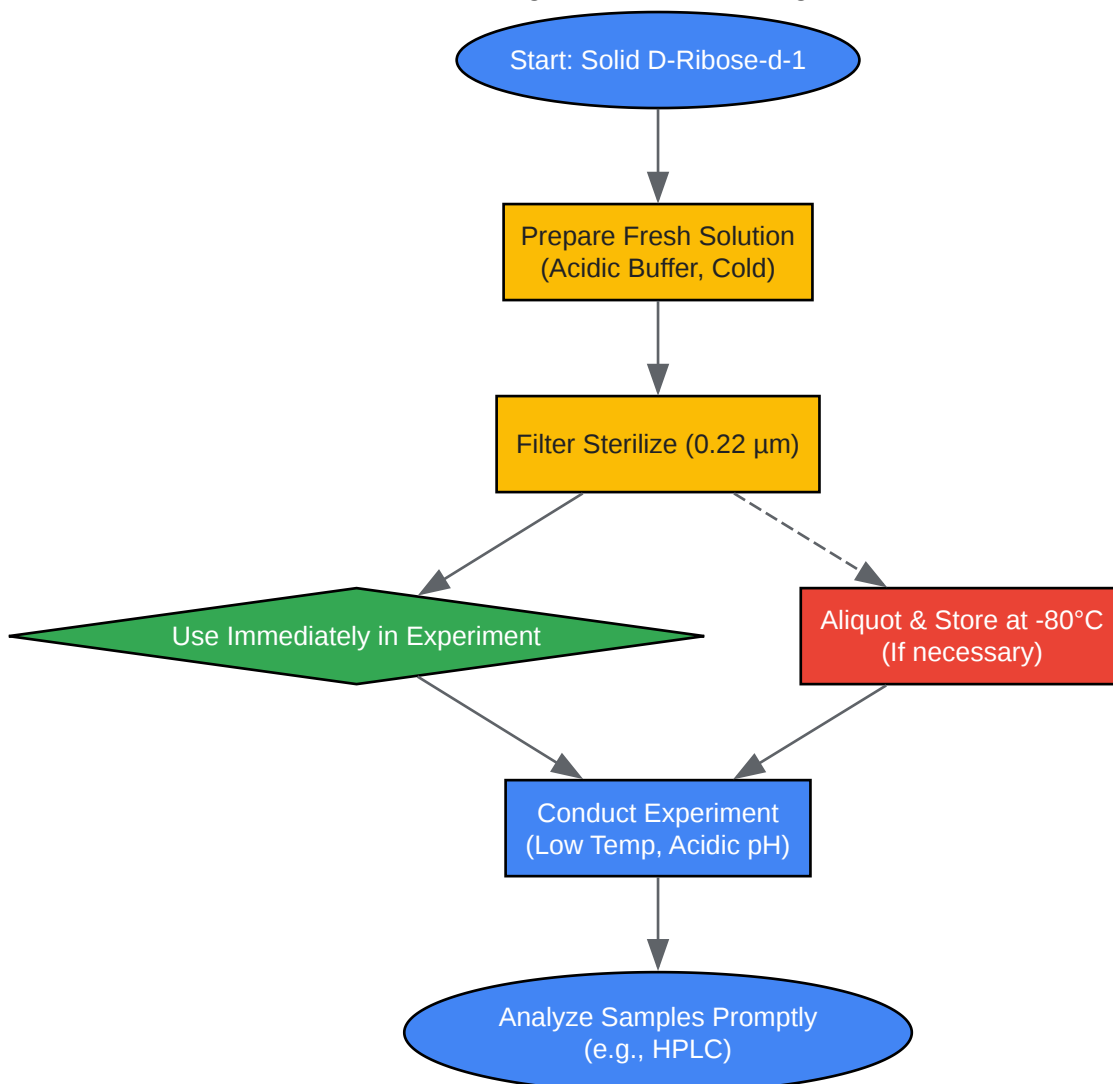 Start: Solid D-Ribose-d-1
Prepare Fresh Solution
(Acidic Buffer, Cold)
Filter Sterilize (0.22 µm)
Use Immediately in Experiment
Aliquot & Store at -80°C
(If necessary)
Conduct Experiment
(Low Temp, Acidic pH)
Analyze Samples Promptly
(e.g., HPLC)